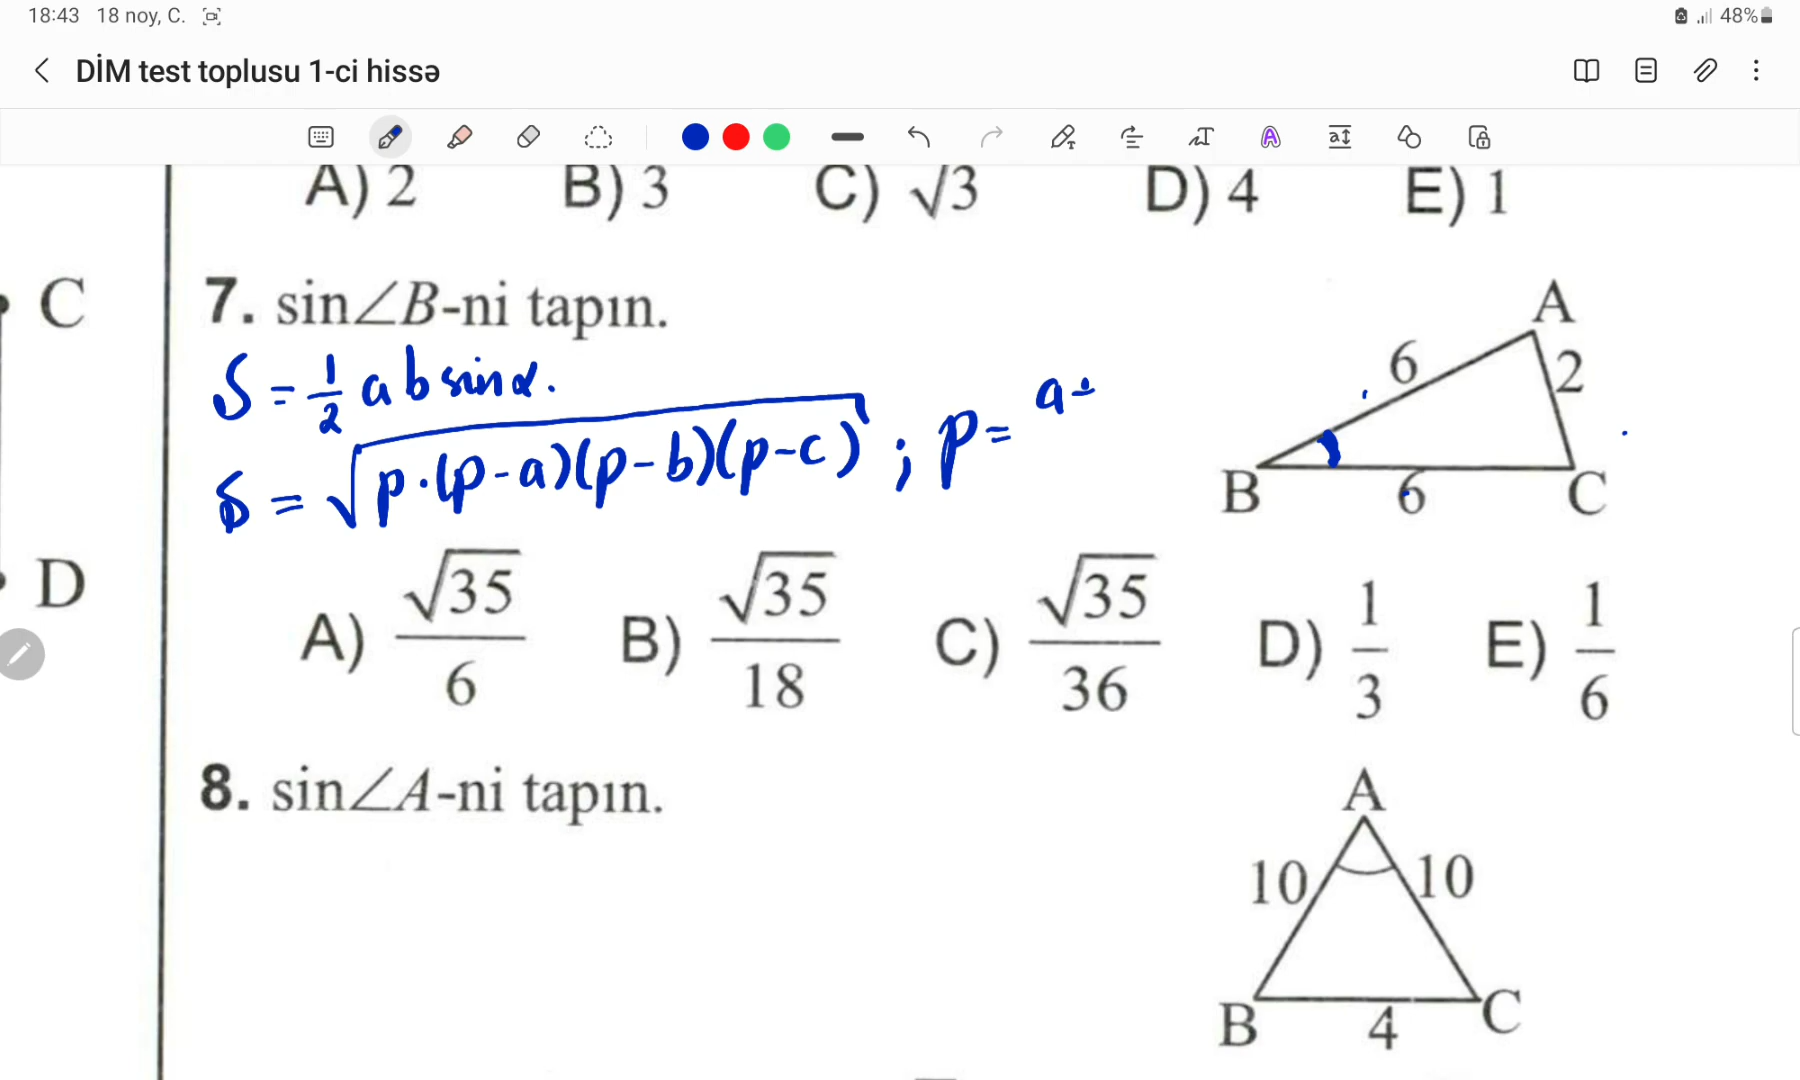 18:43 18 noy, C. 48%
DİM test toplusu 1-ci hissə
A) 2 B) 3 C) √3 D) 4 E) 1
C
7. sin∠B-ni tapın.
S = 1/2 a b sinα.
S = √p·(p-a)(p-b)(p-c) ; p = a+
A
6
2
B
6
C
D
A) √35/6 B) √35/18 C) √35/36 D) 1/3 E) 1/6
8. sin∠A-ni tapın.
A
10 10
B 4 C